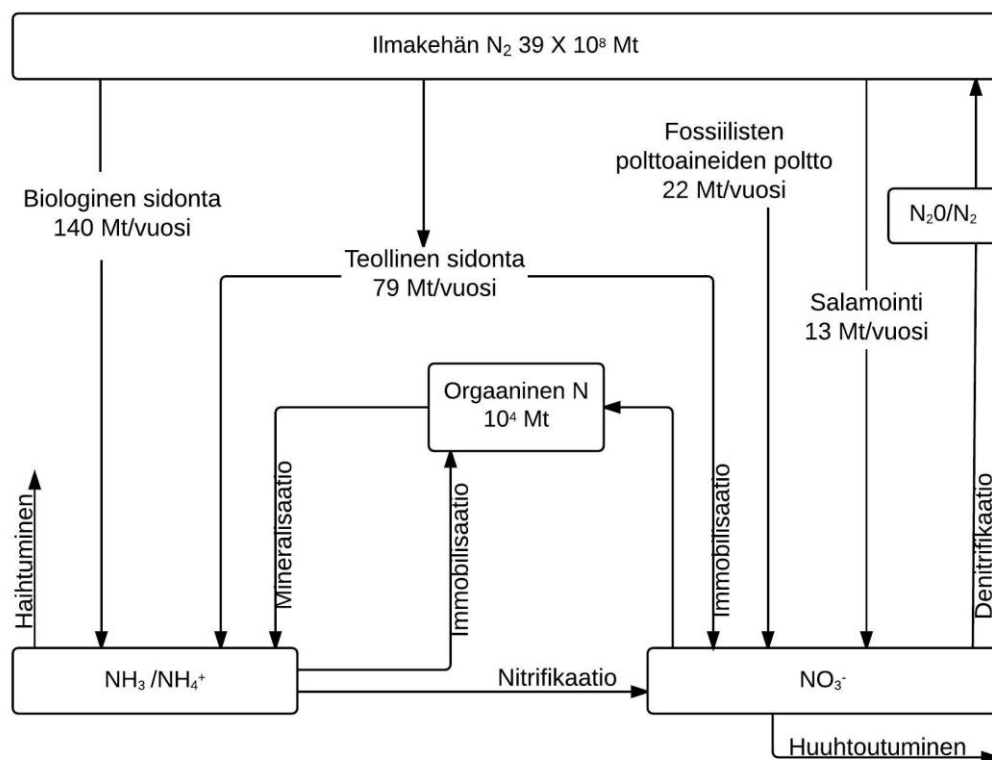 Ilmakehän N₂ 39 X 10⁸ Mt
Biologinen sidonta
140 Mt/vuosi
Teollinen sidonta
79 Mt/vuosi
Fossiilisten
polttoaineiden poltto
22 Mt/vuosi
Salamointi
13 Mt/vuosi
N₂0/N₂
Orgaaninen N
10⁴ Mt
Haihtuminen
Mineralisaatio
Immobilisaatio
Immobilisaatio
Denitrifikaatio
NH₃ /NH₄⁺
Nitrifikaatio
NO₃⁻
Huuhtoutuminen